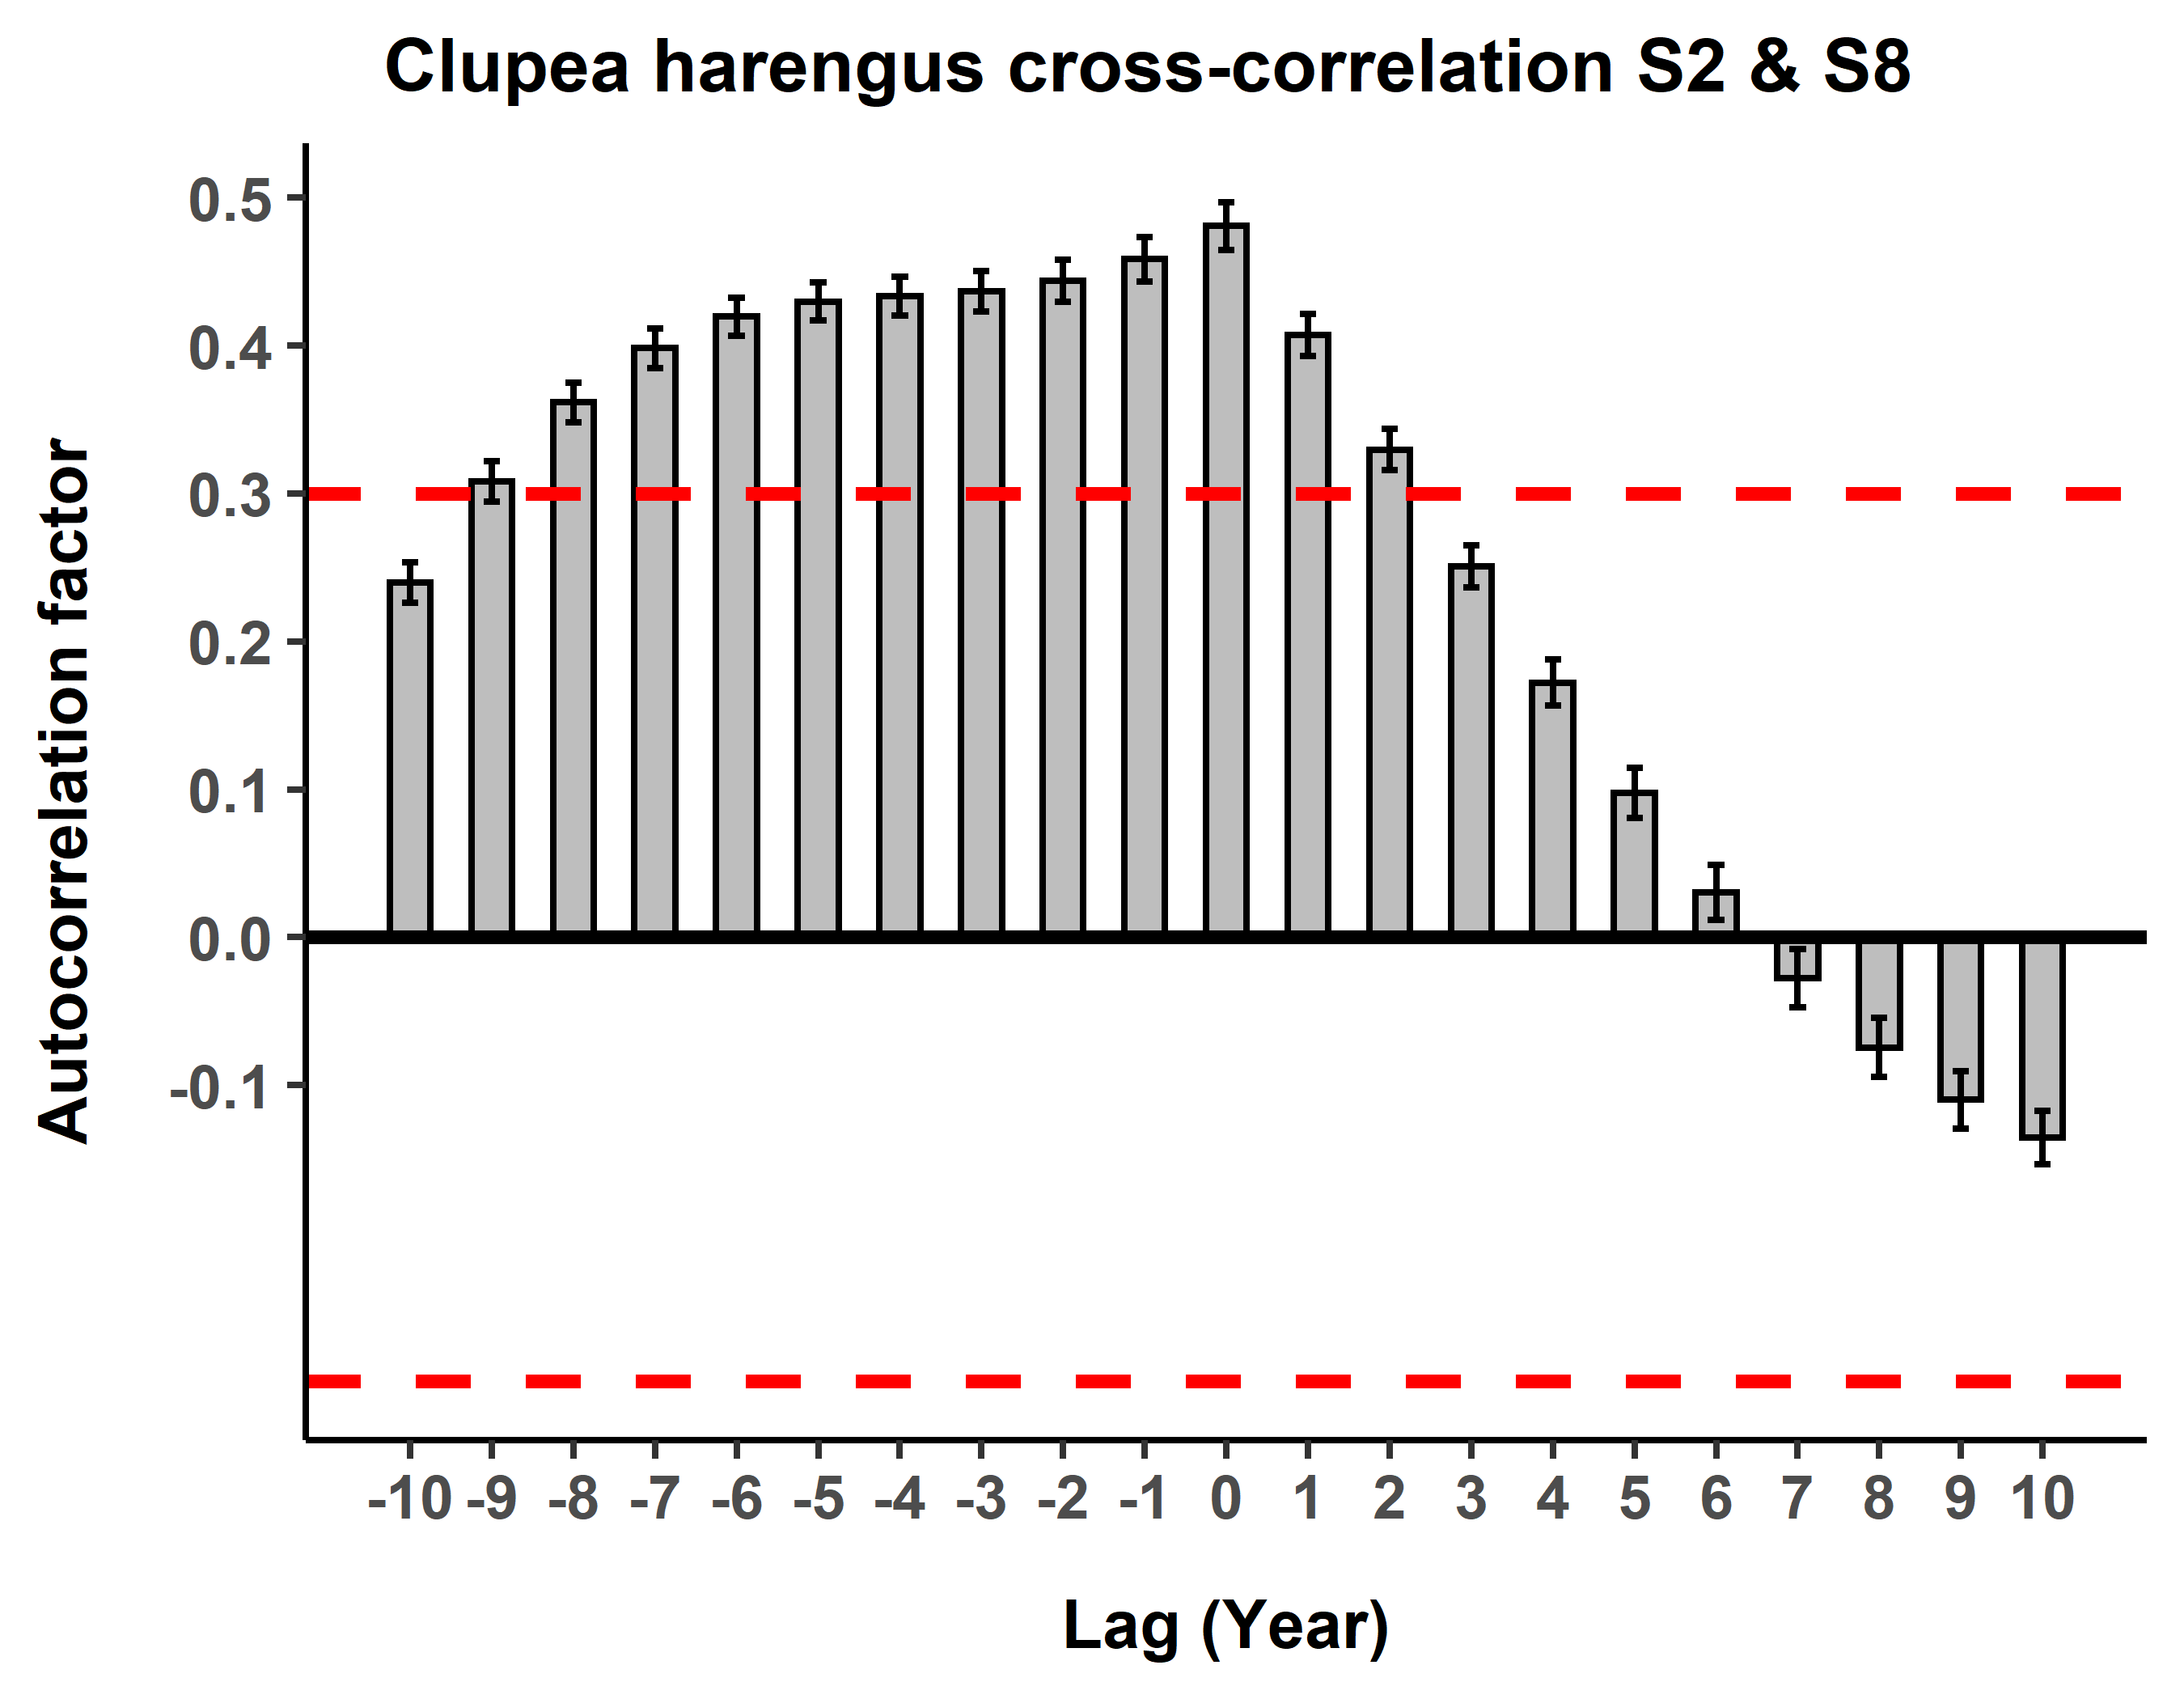 Clupea harengus cross-correlation S2 & S8
Autocorrelation factor
0.5
0.4
0.3
0.2
0.1
0.0
-0.1
-10 -9 -8 -7 -6 -5 -4 -3 -2 -1 0 1 2 3 4 5 6 7 8 9 10
Lag (Year)